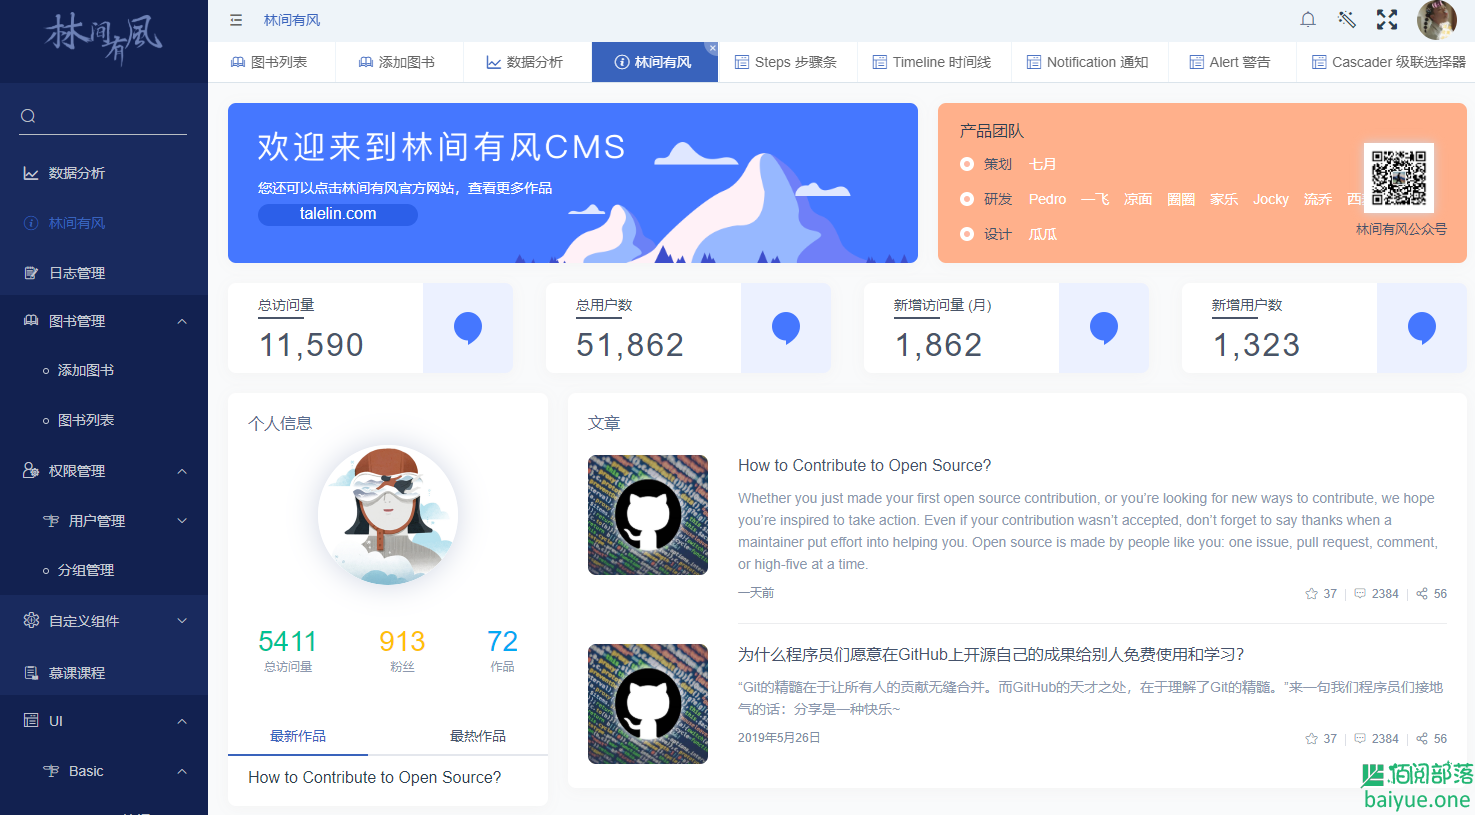 林间有風
林间有风
图书列表
添加图书
数据分析
林间有风
Steps 步骤条
Timeline 时间线
Notification 通知
Alert 警告
Cascader 级联选择器
数据分析
林间有风
日志管理
图书管理
添加图书
图书列表
权限管理
用户管理
分组管理
自定义组件
慕课课程
UI
Basic
欢迎来到林间有风CMS
您还可以点击林间有风官方网站，查看更多作品
talelin.com
产品团队
策划 七月
研发 Pedro 一飞 凉面 圈圈 家乐 Jocky 流乔 西
设计 瓜瓜
林间有风公众号
总访问量
11,590
总用户数
51,862
新增访问量 (月)
1,862
新增用户数
1,323
个人信息
5411 913 72
总访问量 粉丝 作品
最新作品 最热作品
How to Contribute to Open Source?
文章
How to Contribute to Open Source?
Whether you just made your first open source contribution, or you're looking for new ways to contribute, we hope
you're inspired to take action. Even if your contribution wasn't accepted, don't forget to say thanks when a
maintainer put effort into helping you. Open source is made by people like you: one issue, pull request, comment,
or high-five at a time.
一天前 37 2384 56
为什么程序员们愿意在GitHub上开源自己的成果给别人免费使用和学习?
“Git的精髓在于让所有人的贡献无缝合并。而GitHub的天才之处，在于理解了Git的精髓。”来一句我们程序员们接地
气的话：分享是一种快乐~
2019年5月26日 37 2384 56
佰阅部落
baiyue.one